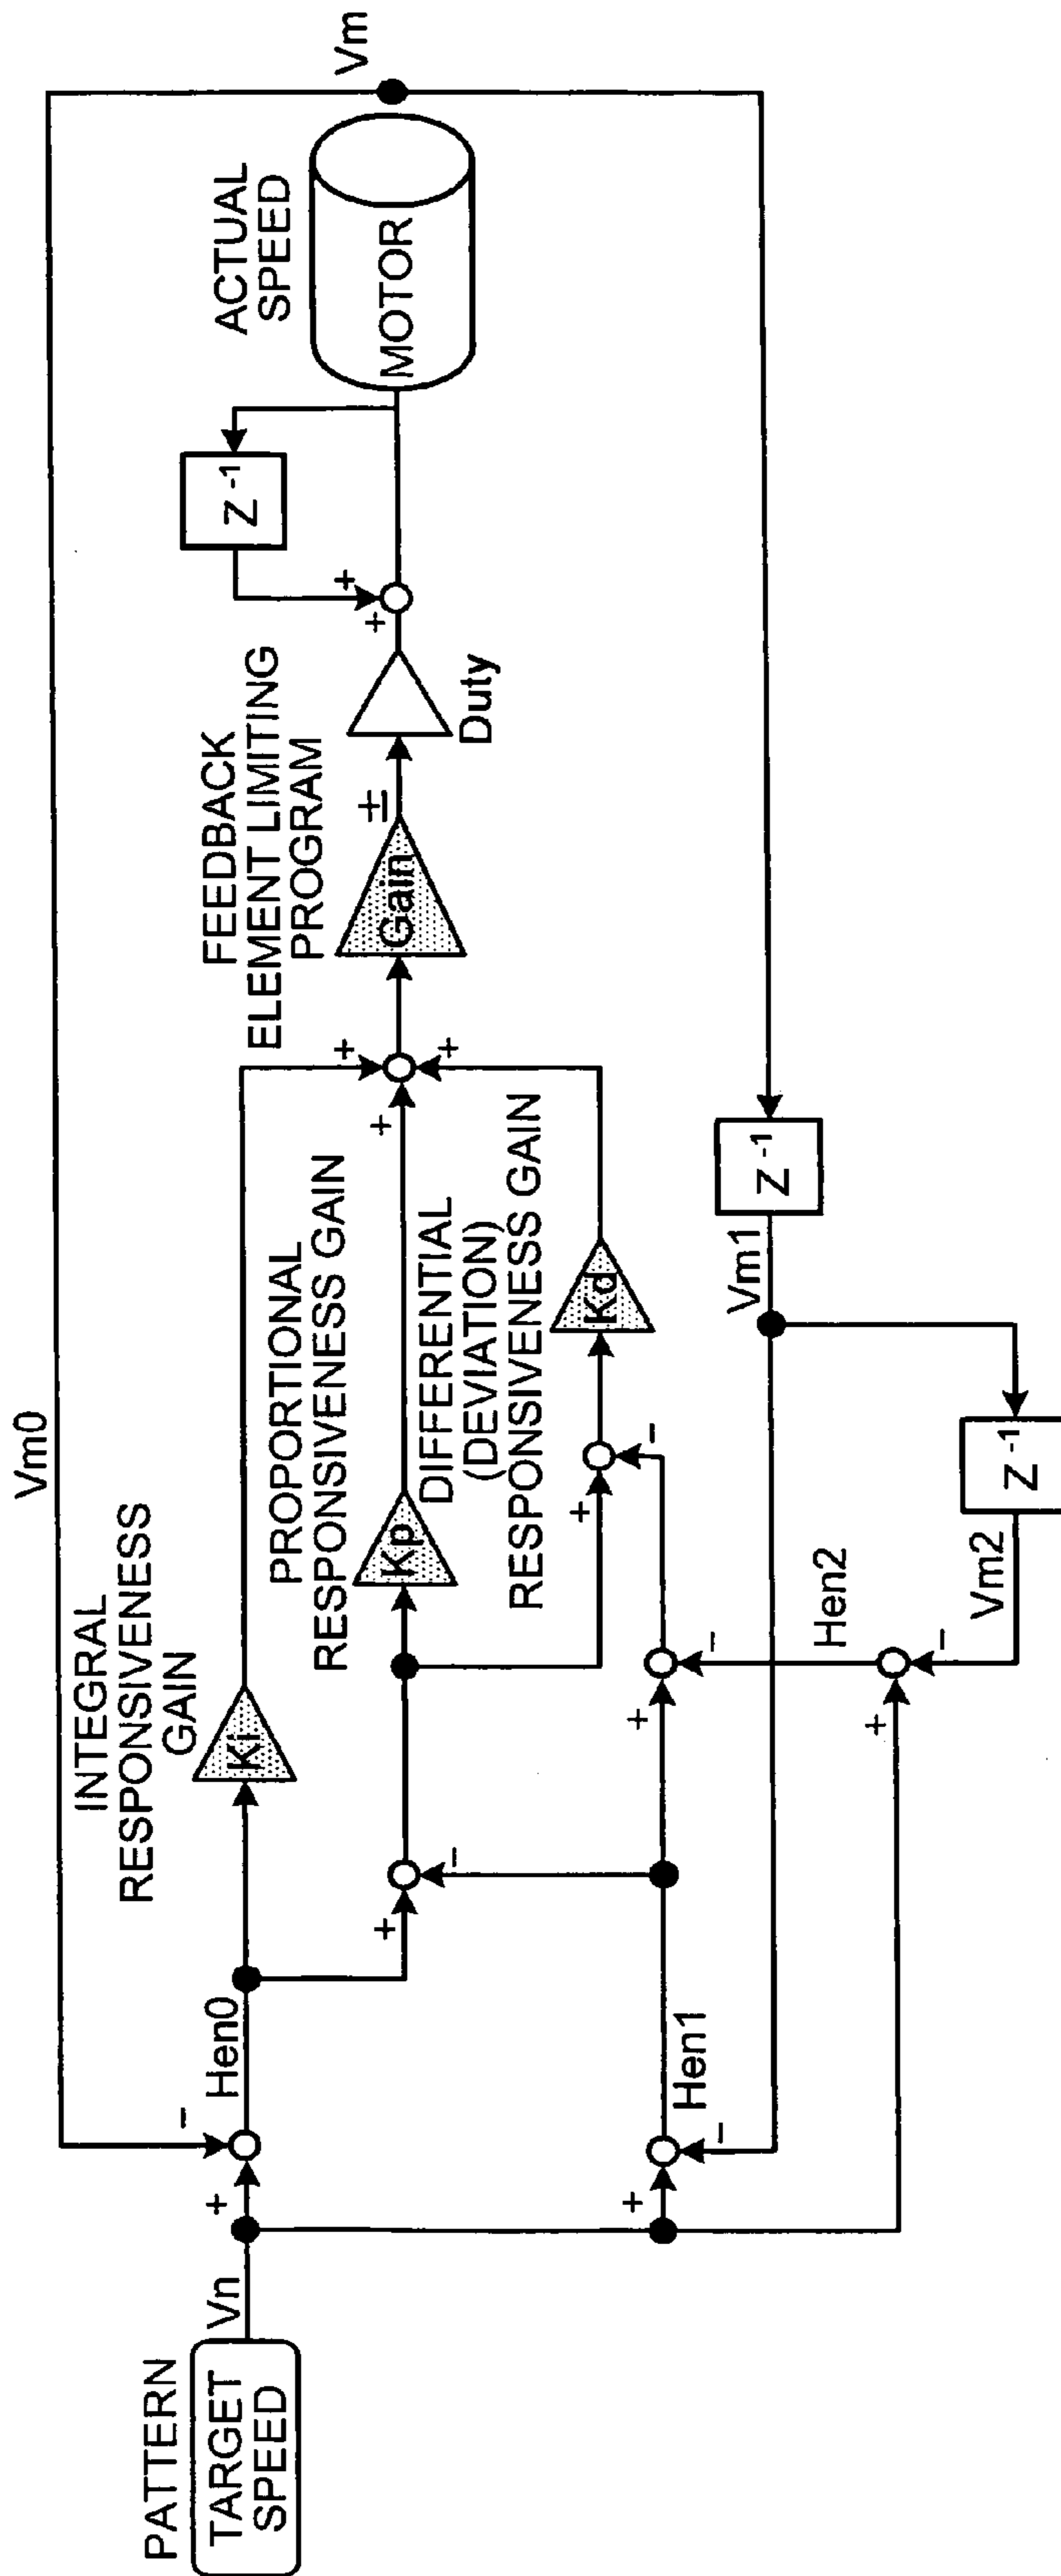 PATTERN
TARGET
SPEED
Vn
+
-
Hen0
Vm0
INTEGRAL
RESPONSIVENESS
GAIN
Ki
+
-
PROPORTIONAL
RESPONSIVENESS GAIN
Kp
DIFFERENTIAL
(DEVIATION)
RESPONSIVENESS GAIN
Kd
+
-
+
-
Hen1
+
-
Hen2
+
-
Vm2
Z -1
Vm1
Z -1
+
+
+
FEEDBACK
ELEMENT LIMITING
PROGRAM
Gain
±
Duty
+
+
Z -1
ACTUAL
SPEED
MOTOR
Vm